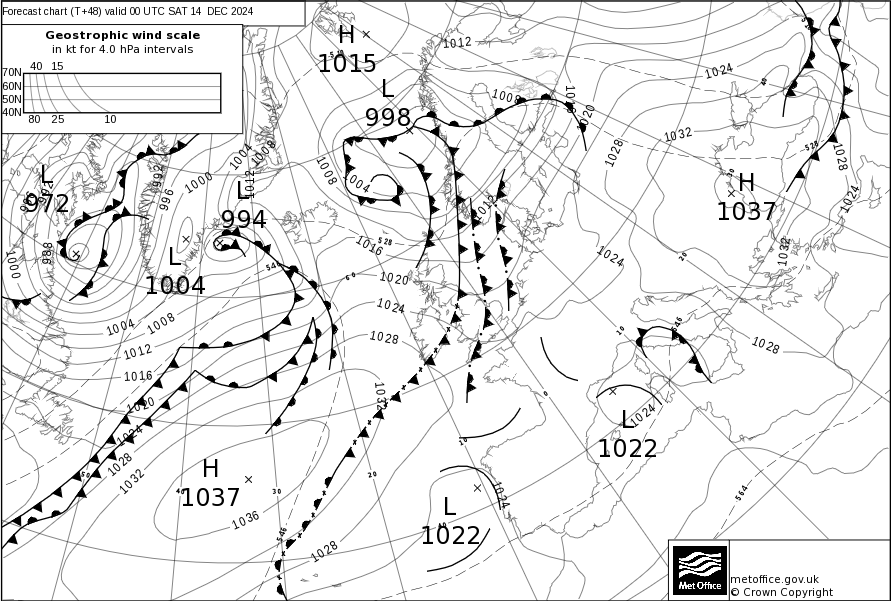 Forecast chart (T+48) valid 00 UTC SAT 14 DEC 2024
Geostrophic wind scale
in kt for 4.0 hPa intervals
40 15
70N
60N
50N
40N
80 25 10
H
1015
1012
1024
L
998
1008
1016
1020
1028
1032
528
1028
H
1037
1024
1032
L
972
992
996
1000
1004
1008
1012
L
994
1008
1004
1012
1016
528
1020
1024
1028
1024
988
1000
L
1004
546
1004
1008
1012
1016
1020
1024
1028
1032
1032
546
1028
L
1022
1024
H
1037
1036
1028
546
L
1022
1024
564
metoffice.gov.uk
© Crown Copyright
Met Office